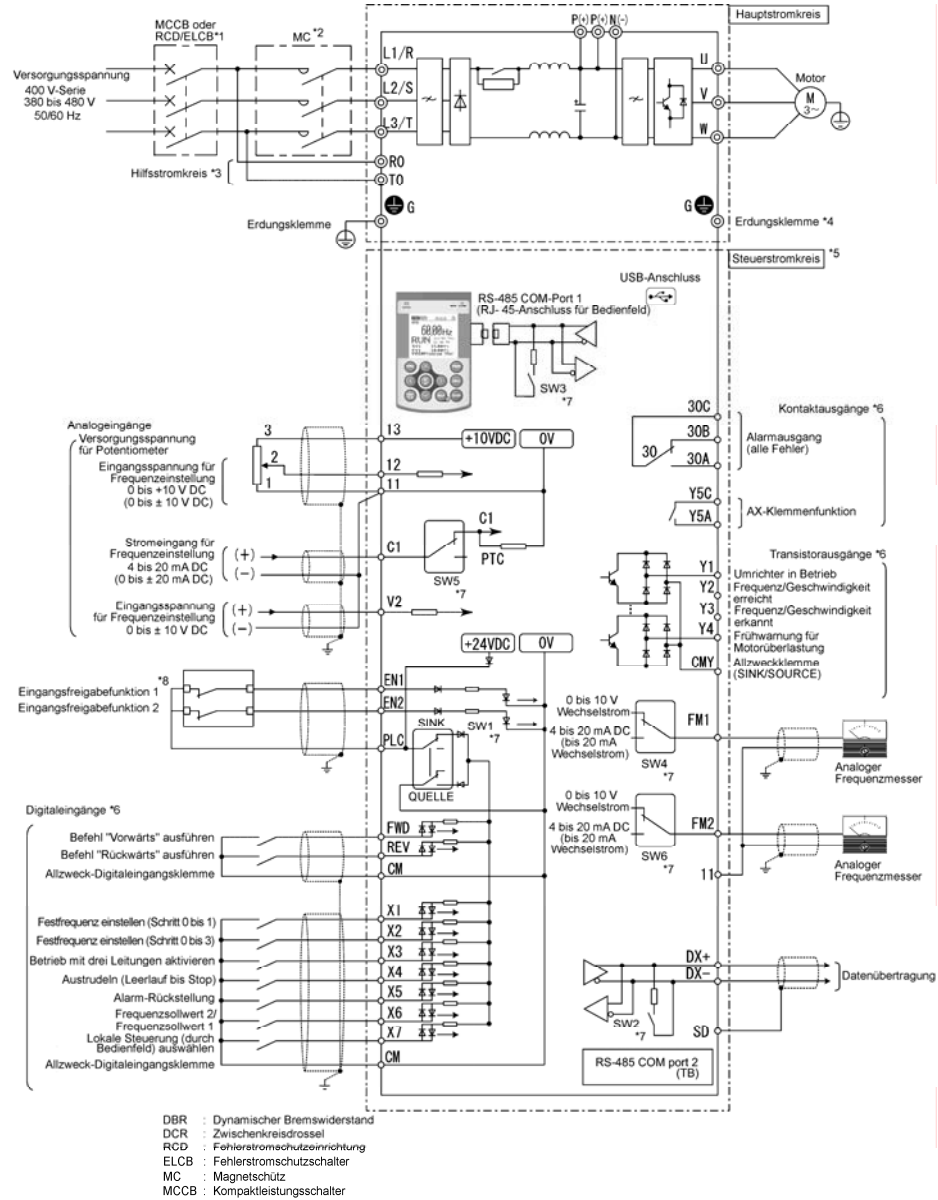 Hauptstromkreis
MCCB oder
RCD/ELCB*1
MC *2
P(+) P(+) N(-)
L1/R
L2/S
L3/T
R0
T0
U
V
W
Motor
M
3~
Versorgungsspannung
400 V-Serie
380 bis 480 V
50/60 Hz
Hilfsstromkreis *3
G
G
Erdungsklemme
Erdungsklemme *4
Steuerstromkreis *5
USB-Anschluss
RS-485 COM-Port 1
(RJ- 45-Anschluss für Bedienfeld)
60.00Hz
RUN
SW3
*7
Analogeingänge
Versorgungsspannung
für Potentiometer
3
2
1
13
12
11
+10VDC
0V
Eingangsspannung für
Frequenzeinstellung
0 bis +10 V DC
(0 bis ± 10 V DC)
Stromeingang für
Frequenzeinstellung
4 bis 20 mA DC
(0 bis ± 20 mA DC)
(+)
(-)
C1
C1
PTC
SW5
*7
Eingangsspannung
für Frequenzeinstellung
0 bis ± 10 V DC
(+)
(-)
V2
30C
30B
30
30A
Kontaktausgänge *6
Alarmausgang
(alle Fehler)
Y5C
Y5A
AX-Klemmenfunktion
Transistorausgänge *6
Y1
Y2
Y3
Y4
CMY
Umrichter in Betrieb
Frequenz/Geschwindigkeit
erreicht
Frequenz/Geschwindigkeit
erkannt
Frühwarnung für
Motorüberlastung
Allzweckklemme
(SINK/SOURCE)
+24VDC
0V
*8
Eingangsfreigabefunktion 1
Eingangsfreigabefunktion 2
EN1
EN2
PLC
SINK
SW1
*7
QUELLE
0 bis 10 V
Wechselstrom
4 bis 20 mA DC
(bis 20 mA
Wechselstrom)
SW4
*7
FM1
Analoger
Frequenzmesser
0 bis 10 V
Wechselstrom
4 bis 20 mA DC
(bis 20 mA
Wechselstrom)
SW6
*7
FM2
11
Analoger
Frequenzmesser
Digitaleingänge *6
Befehl "Vorwärts" ausführen
Befehl "Rückwärts" ausführen
Allzweck-Digitaleingangsklemme
FWD
REV
CM
Festfrequenz einstellen (Schritt 0 bis 1)
Festfrequenz einstellen (Schritt 0 bis 3)
Betrieb mit drei Leitungen aktivieren
Austrudeln (Leerlauf bis Stop)
Alarm-Rückstellung
Frequenzsollwert 2/
Frequenzsollwert 1
Lokale Steuerung (durch
Bedienfeld) auswählen
Allzweck-Digitaleingangsklemme
X1
X2
X3
X4
X5
X6
X7
CM
DX+
DX-
SD
Datenübertragung
SW2
*7
RS-485 COM port 2
(TB)
DBR : Dynamischer Bremswiderstand
DCR : Zwischenkreisdrossel
RCD : Fehlerstromschutzeinrichtung
ELCB : Fehlerstromschutzschalter
MC : Magnetschütz
MCCB : Kompaktleistungsschalter